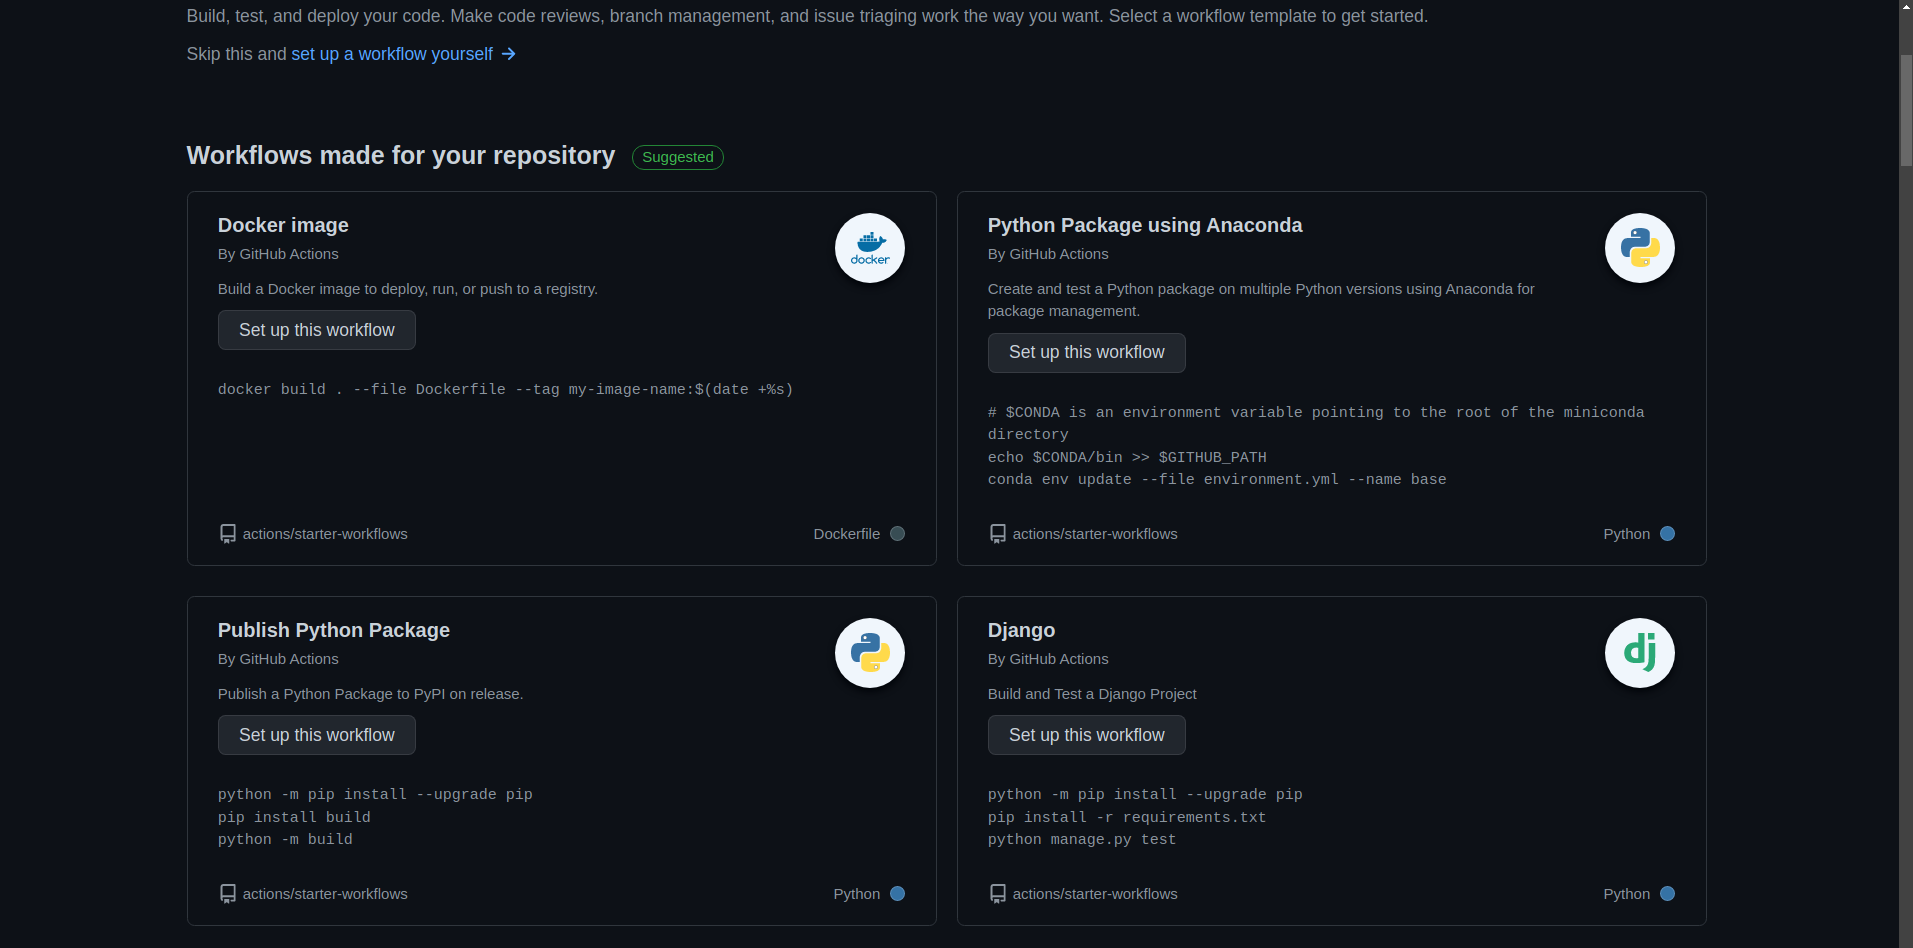 Build, test, and deploy your code. Make code reviews, branch management, and issue triaging work the way you want. Select a workflow template to get started.
Skip this and set up a workflow yourself →
Workflows made for your repository Suggested
Docker image
By GitHub Actions
docker
Build a Docker image to deploy, run, or push to a registry.
Set up this workflow
docker build . --file Dockerfile --tag my-image-name:$(date +%s)
actions/starter-workflows
Dockerfile
Python Package using Anaconda
By GitHub Actions
Create and test a Python package on multiple Python versions using Anaconda for
package management.
Set up this workflow
# $CONDA is an environment variable pointing to the root of the miniconda
directory
echo $CONDA/bin >> $GITHUB_PATH
conda env update --file environment.yml --name base
actions/starter-workflows
Python
Publish Python Package
By GitHub Actions
Publish a Python Package to PyPI on release.
Set up this workflow
python -m pip install --upgrade pip
pip install build
python -m build
actions/starter-workflows
Python
Django
By GitHub Actions
dj
Build and Test a Django Project
Set up this workflow
python -m pip install --upgrade pip
pip install -r requirements.txt
python manage.py test
actions/starter-workflows
Python